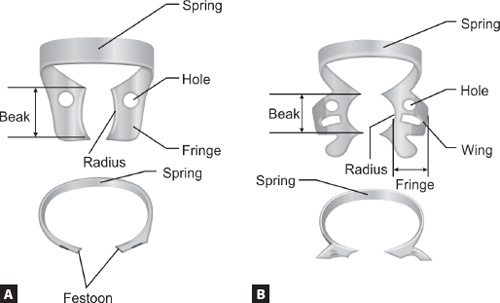 Spring
Hole
Beak
Radius
Fringe
Spring
Festoon
A
Spring
Hole
Beak
Wing
Radius
Fringe
Spring
B